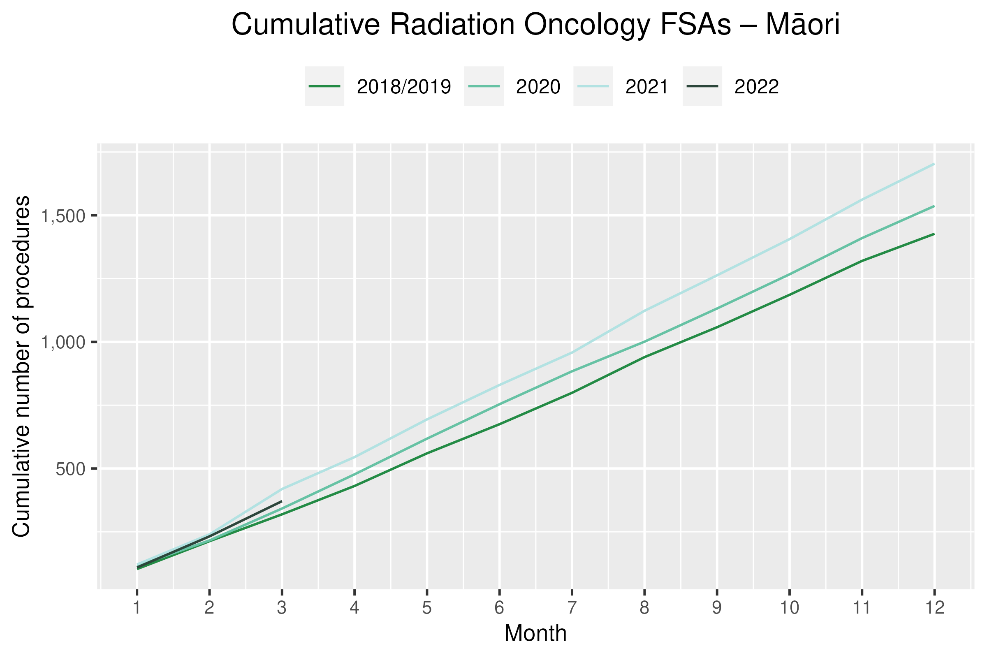 Cumulative Radiation Oncology FSAs – Māori
2018/2019 2020 2021 2022
Cumulative number of procedures
1,500
1,000
500
1 2 3 4 5 6 7 8 9 10 11 12
Month